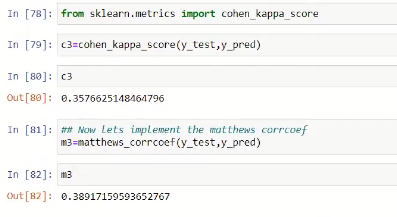 In [78]: from sklearn.metrics import cohen_kappa_score
In [79]: c3=cohen_kappa_score(y_test,y_pred)
In [80]: c3
Out[80]: 0.3576625148464796
In [81]: ## Now lets implement the matthews corrcoef
m3=matthews_corrcoef(y_test,y_pred)
In [82]: m3
Out[82]: 0.38917159593652767